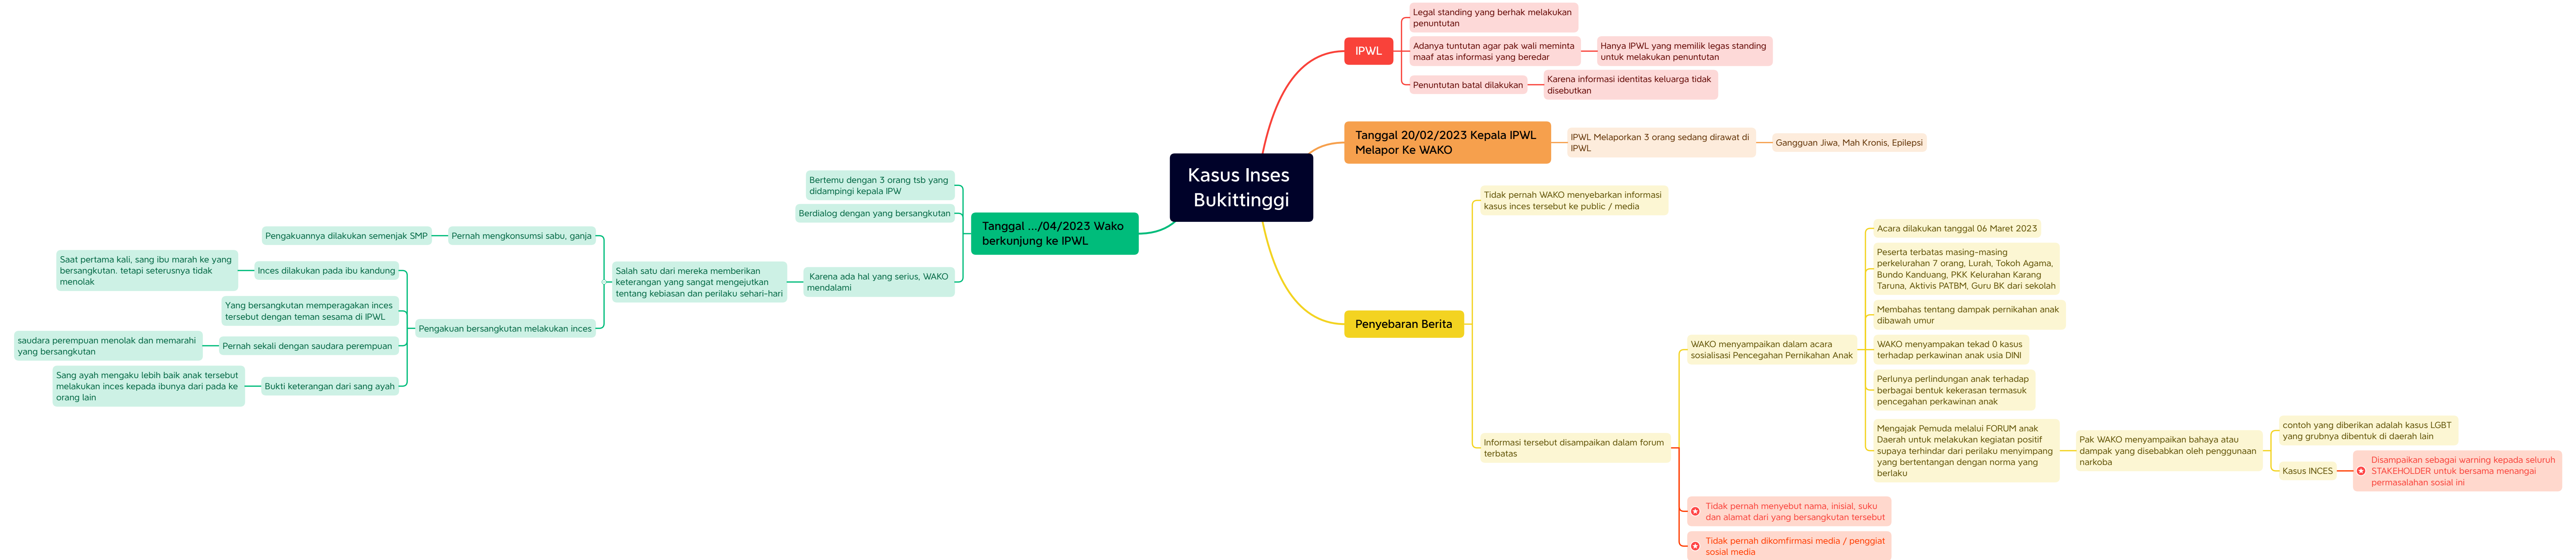 Kasus Inses
Bukittinggi
IPWL
Legal standing yang berhak melakukan
penuntutan
Adanya tuntutan agar pak wali meminta
maaf atas informasi yang beredar
Hanya IPWL yang memilik legas standing
untuk melakukan penuntutan
Penuntutan batal dilakukan
Karena informasi identitas keluarga tidak
disebutkan
Tanggal 20/02/2023 Kepala IPWL
Melapor Ke WAKO
IPWL Melaporkan 3 orang sedang dirawat di
IPWL
Gangguan Jiwa, Mah Kronis, Epilepsi
Penyebaran Berita
Tidak pernah WAKO menyebarkan informasi
kasus inces tersebut ke public / media
Informasi tersebut disampaikan dalam forum
terbatas
WAKO menyampaikan dalam acara
sosialisasi Pencegahan Pernikahan Anak
Acara dilakukan tanggal 06 Maret 2023
Peserta terbatas masing-masing
perkelurahan 7 orang, Lurah, Tokoh Agama,
Bundo Kanduang, PKK Kelurahan Karang
Taruna, Aktivis PATBM, Guru BK dari sekolah
Membahas tentang dampak pernikahan anak
dibawah umur
WAKO menyampakan tekad 0 kasus
terhadap perkawinan anak usia DINI
Perlunya perlindungan anak terhadap
berbagai bentuk kekerasan termasuk
pencegahan perkawinan anak
Mengajak Pemuda melalui FORUM anak
Daerah untuk melakukan kegiatan positif
supaya terhindar dari perilaku menyimpang
yang bertentangan dengan norma yang
berlaku
Pak WAKO menyampaikan bahaya atau
dampak yang disebabkan oleh penggunaan
narkoba
contoh yang diberikan adalah kasus LGBT
yang grubnya dibentuk di daerah lain
Kasus INCES
Disampaikan sebagai warning kepada seluruh
STAKEHOLDER untuk bersama menangai
permasalahan sosial ini
Tidak pernah menyebut nama, inisial, suku
dan alamat dari yang bersangkutan tersebut
Tidak pernah dikomfirmasi media / penggiat
sosial media
Tanggal .../04/2023 Wako
berkunjung ke IPWL
Bertemu dengan 3 orang tsb yang
didampingi kepala IPW
Berdialog dengan yang bersangkutan
Karena ada hal yang serius, WAKO
mendalami
Salah satu dari mereka memberikan
keterangan yang sangat mengejutkan
tentang kebiasan dan perilaku sehari-hari
Pernah mengkonsumsi sabu, ganja
Pengakuannya dilakukan semenjak SMP
Pengakuan bersangkutan melakukan inces
Inces dilakukan pada ibu kandung
Saat pertama kali, sang ibu marah ke yang
bersangkutan. tetapi seterusnya tidak
menolak
Yang bersangkutan memperagakan inces
tersebut dengan teman sesama di IPWL
Pernah sekali dengan saudara perempuan
saudara perempuan menolak dan memarahi
yang bersangkutan
Bukti keterangan dari sang ayah
Sang ayah mengaku lebih baik anak tersebut
melakukan inces kepada ibunya dari pada ke
orang lain